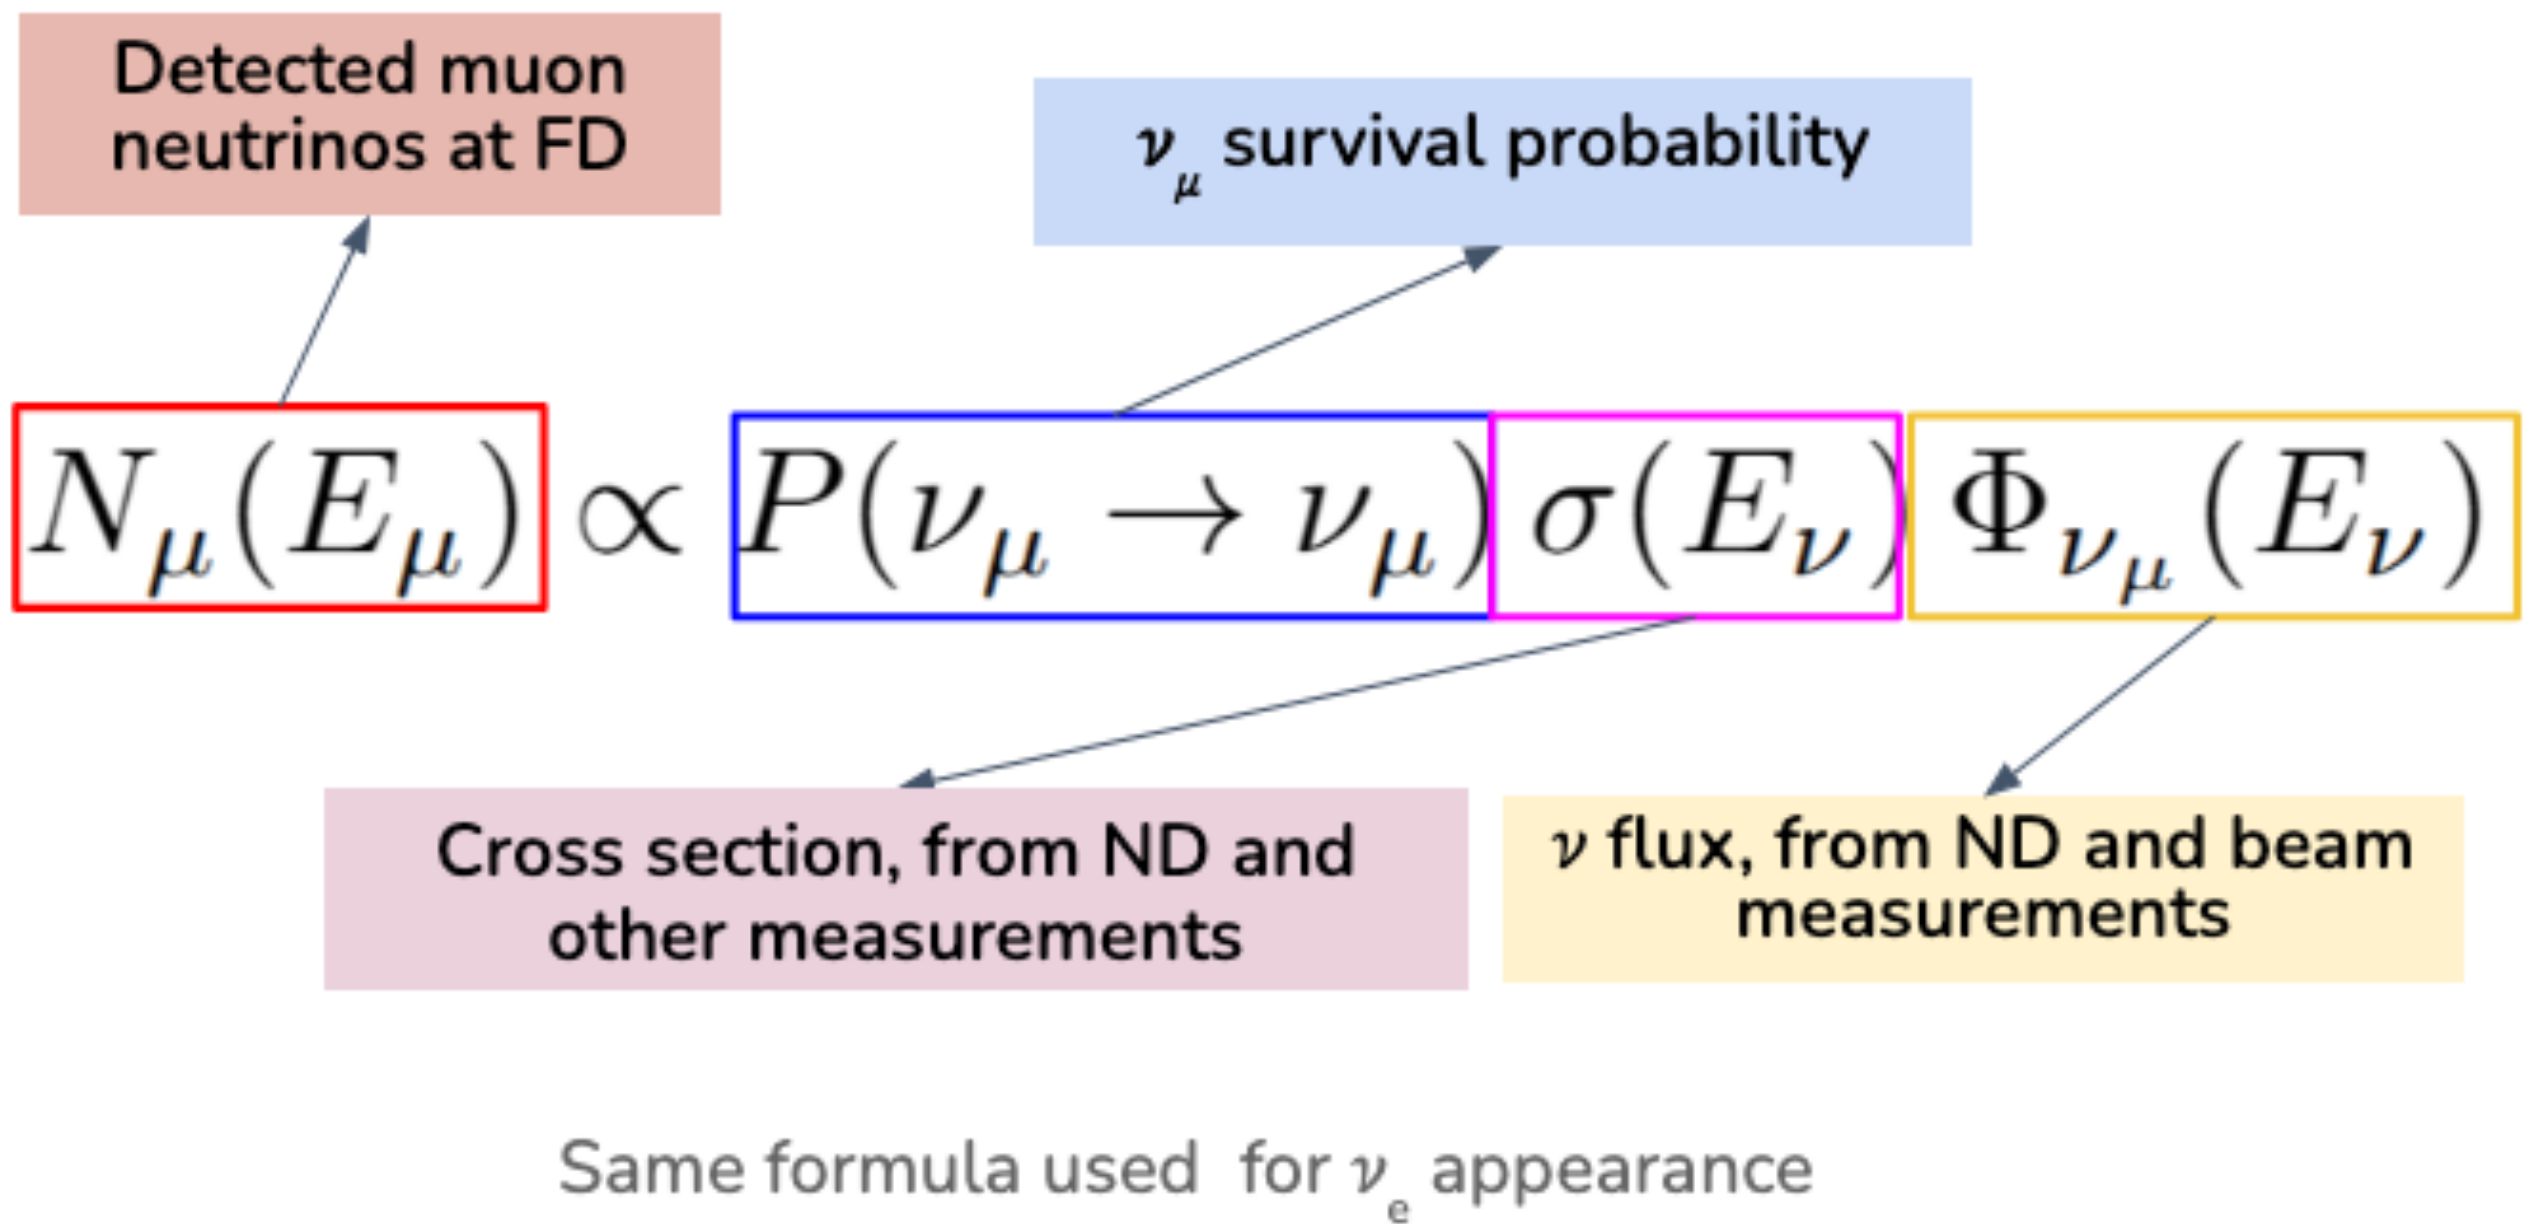 Detected muon
neutrinos at FD
ν_μ survival probability
N_μ(E_μ) ∝ P(ν_μ → ν_μ) σ(E_ν) Φ_{ν_μ}(E_ν)
Cross section, from ND and
other measurements
ν flux, from ND and beam
measurements
Same formula used for ν_e appearance